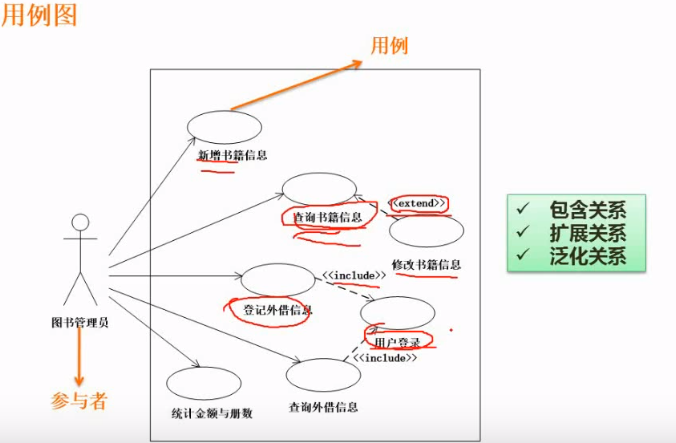 用例图
用例
新增书籍信息
<<extend>>
查询书籍信息
修改书籍信息
<<include>>
登记外借信息
用户登录
<<include>>
图书管理员
参与者
统计金额与册数
查询外借信息
✓ 包含关系
✓ 扩展关系
✓ 泛化关系